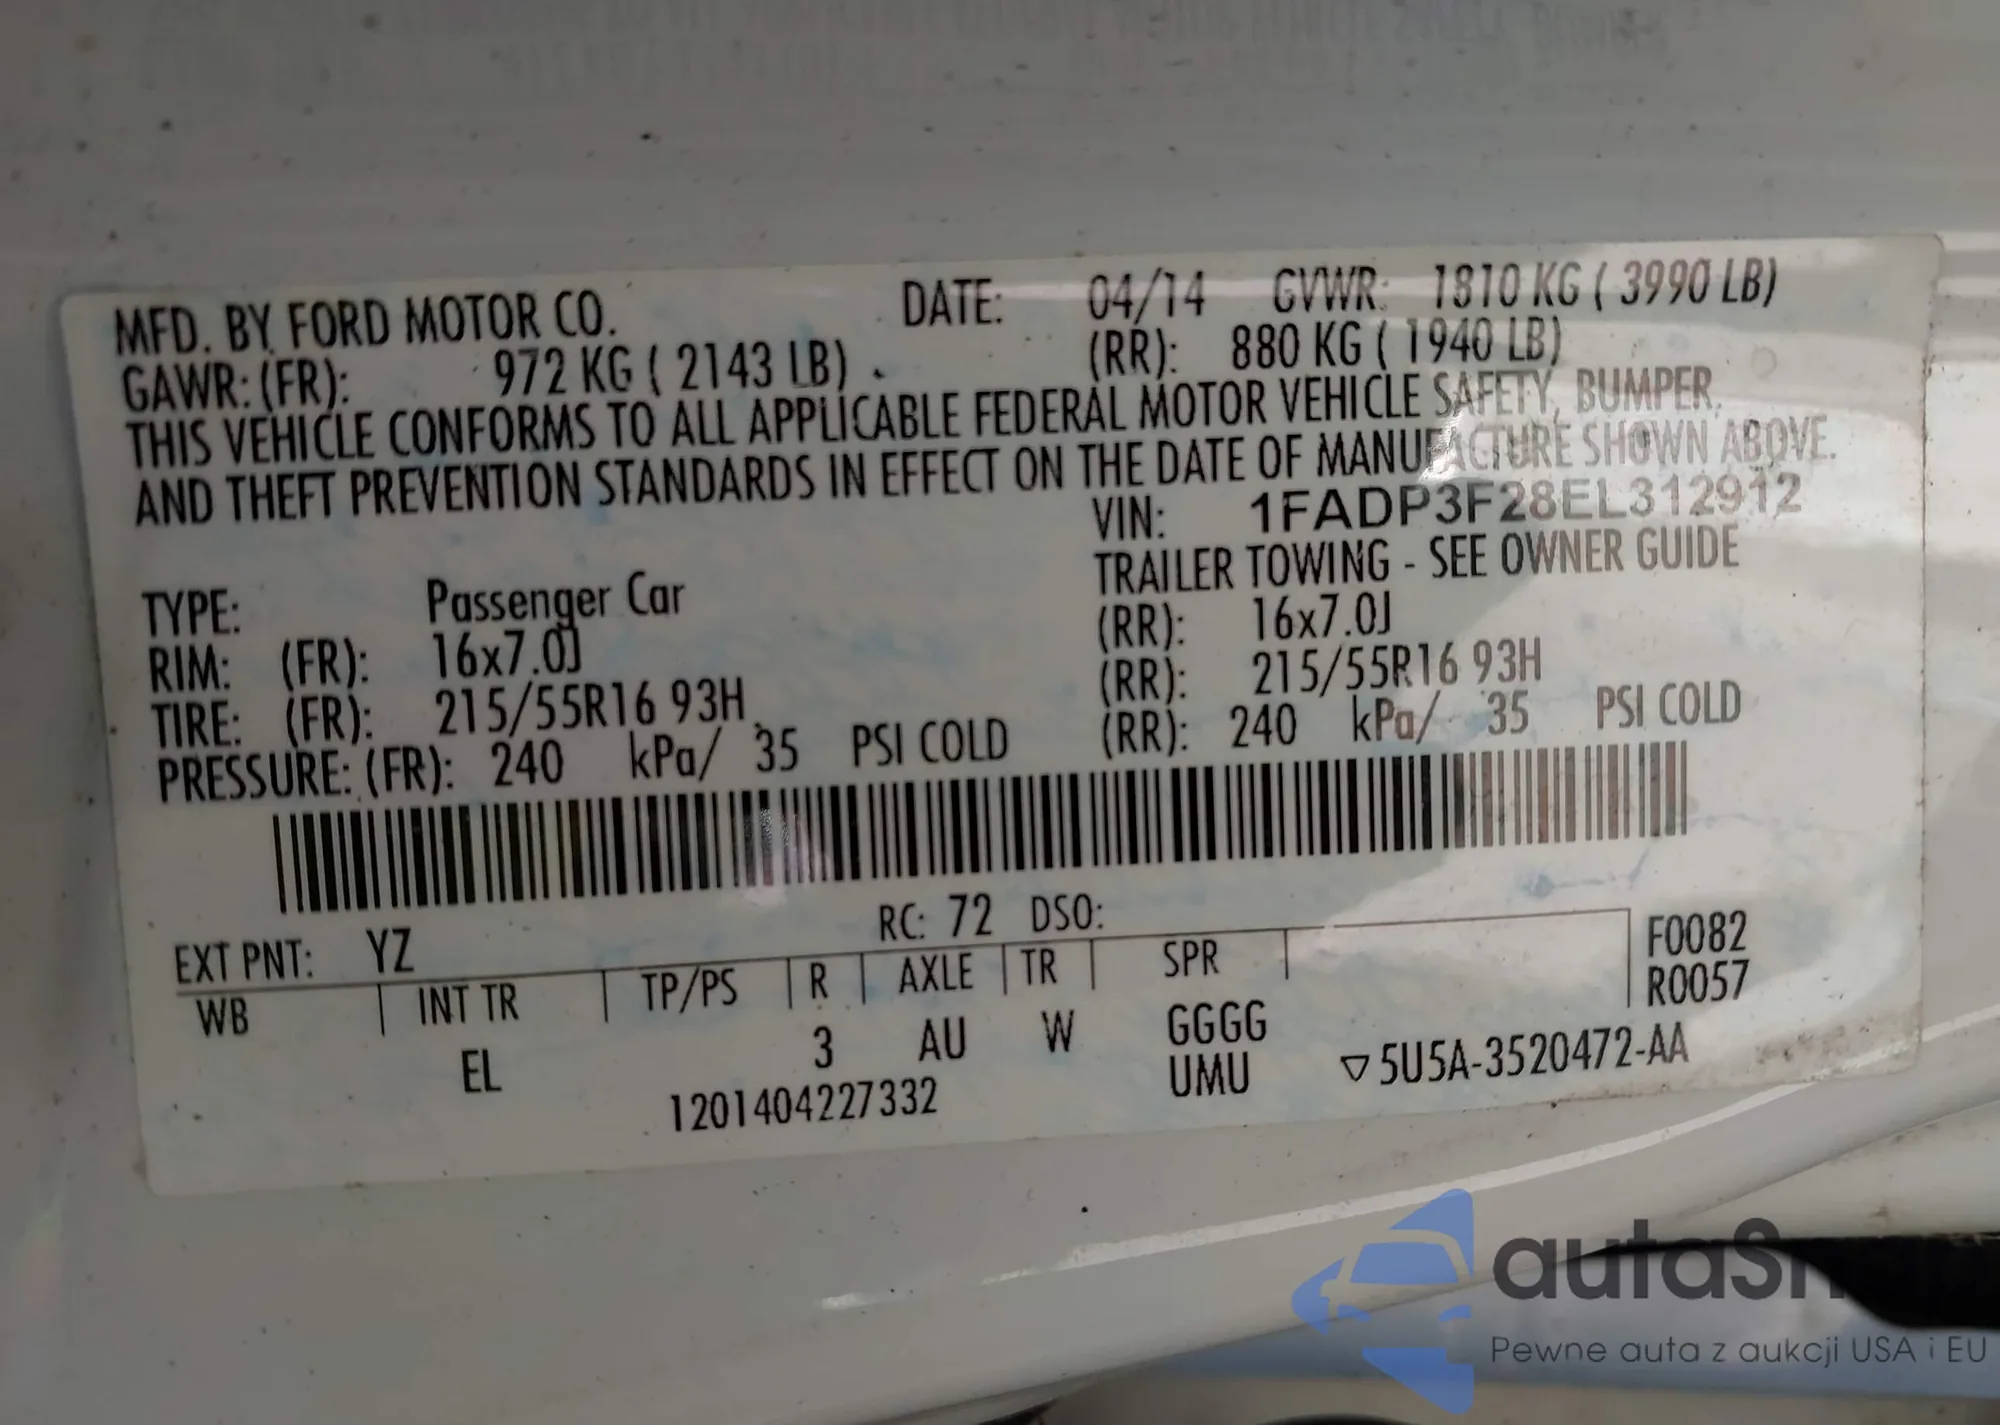 MFD. BY FORD MOTOR CO. DATE: 04/14 GVWR: 1810 KG ( 3990 LB)
GAWR: (FR): 972 KG ( 2143 LB) (RR): 880 KG ( 1940 LB)
THIS VEHICLE CONFORMS TO ALL APPLICABLE FEDERAL MOTOR VEHICLE SAFETY, BUMPER,
AND THEFT PREVENTION STANDARDS IN EFFECT ON THE DATE OF MANUFACTURE SHOWN ABOVE.
VIN: 1FADP3F28EL312912
TYPE: Passenger Car TRAILER TOWING - SEE OWNER GUIDE
RIM: (FR): 16x7.0J (RR): 16x7.0J
TIRE: (FR): 215/55R16 93H (RR): 215/55R16 93H
PRESSURE: (FR): 240 kPa/ 35 PSI COLD (RR): 240 kPa/ 35 PSI COLD
EXT PNT: YZ RC: 72 DSO: F0082
WB INT TR TP/PS R AXLE TR SPR R0057
EL 3 AU W GGGG
1201404227332 UMU ▽5U5A-3520472-AA
Pewne auta z aukcji USA i EU